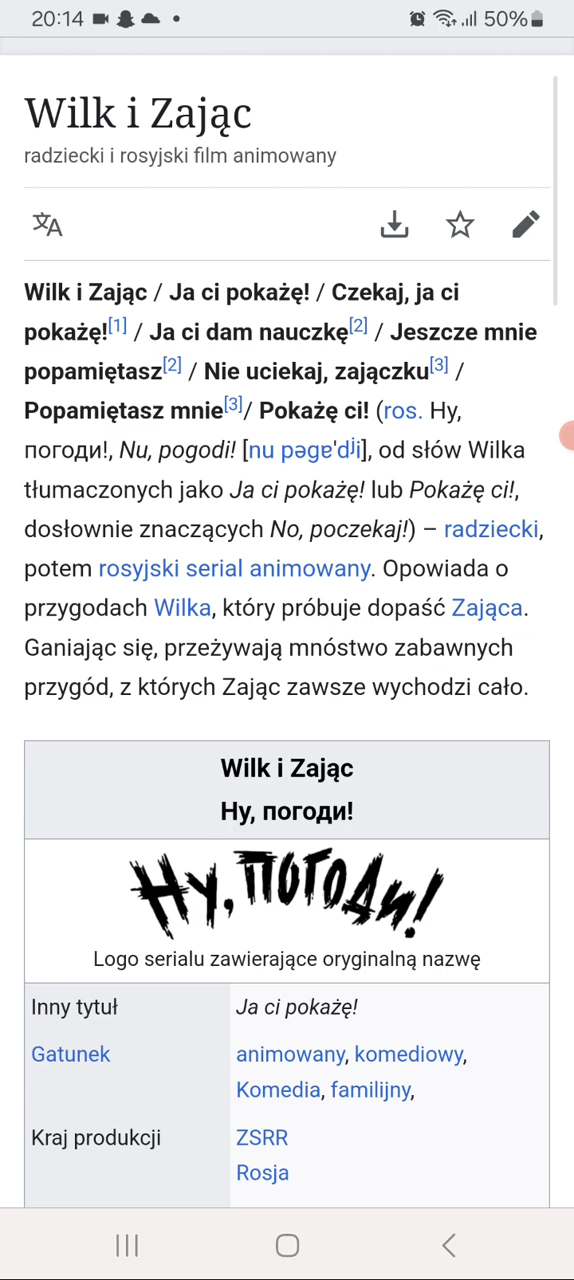 20:14
50%
Wilk i Zając
radziecki i rosyjski film animowany
Wilk i Zając / Ja ci pokażę! / Czekaj, ja ci
pokażę![1] / Ja ci dam nauczkę[2] / Jeszcze mnie
popamiętasz[2] / Nie uciekaj, zajączku[3] /
Popamiętasz mnie[3]/ Pokażę ci! (ros. Ну,
погоди!, Nu, pogodi! [nu pəgɐˈdʲi], od słów Wilka
tłumaczonych jako Ja ci pokażę! lub Pokażę ci!,
dosłownie znaczących No, poczekaj!) – radziecki,
potem rosyjski serial animowany. Opowiada o
przygodach Wilka, który próbuje dopaść Zająca.
Ganiając się, przeżywają mnóstwo zabawnych
przygód, z których Zając zawsze wychodzi cało.
Wilk i Zając
Ну, погоди!
Ну, ПОГОДи!
Logo serialu zawierające oryginalną nazwę
Inny tytuł Ja ci pokażę!
Gatunek animowany, komediowy,
Komedia, familijny,
Kraj produkcji ZSRR
Rosja